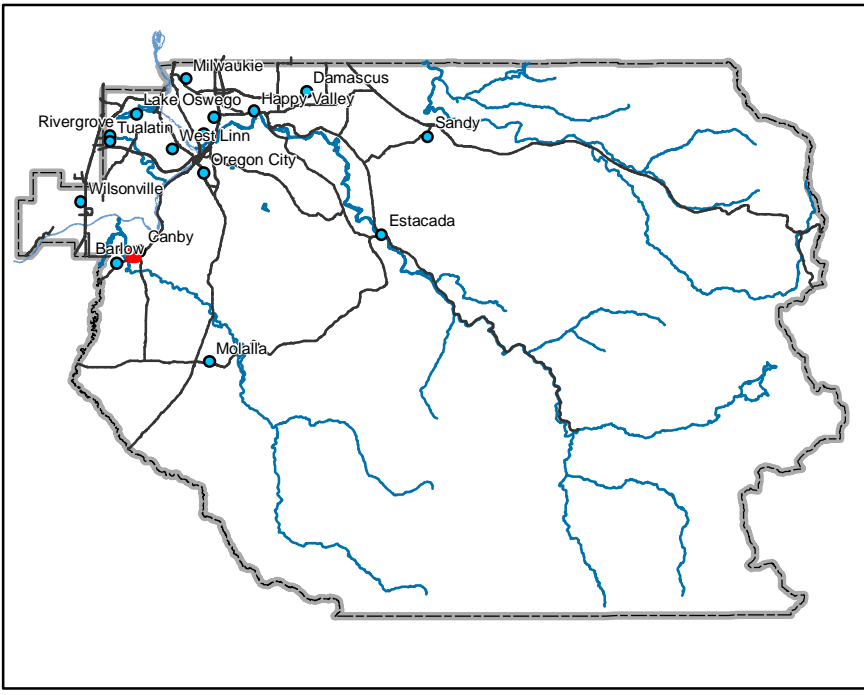 Milwaukie
Damascus
Lake Oswego
Happy Valley
Rivergrove
Tualatin
West Linn
Sandy
Oregon City
Wilsonville
Estacada
Canby
Barlow
Molalla